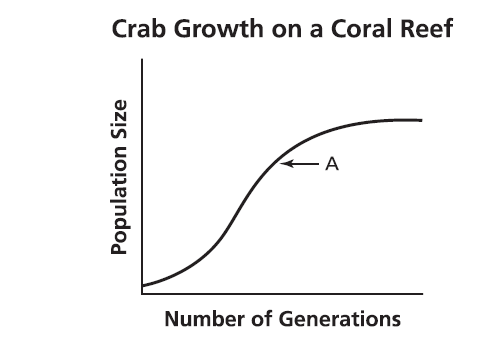 Crab Growth on a Coral Reef
Population Size
A
Number of Generations